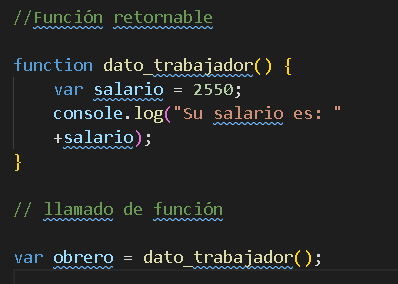 //Función retornable
function dato_trabajador() {
var salario = 2550;
console.log("Su salario es: "
+salario);
}
// llamado de función
var obrero = dato_trabajador();